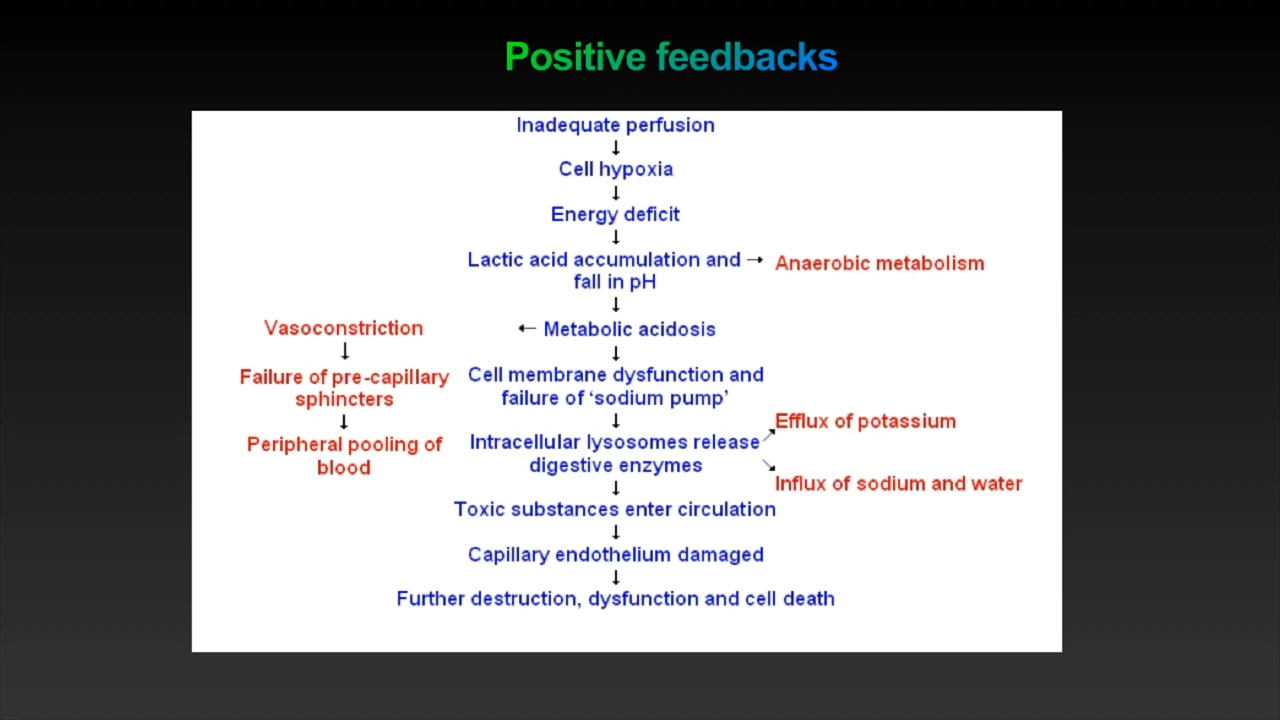 Positive feedbacks
Inadequate perfusion
↓
Cell hypoxia
↓
Energy deficit
↓
Lactic acid accumulation and → Anaerobic metabolism
fall in pH
↓
Vasoconstriction ← Metabolic acidosis
↓ ↓
Failure of pre-capillary
sphincters
↓
Peripheral pooling of
blood
Cell membrane dysfunction and
failure of ‘sodium pump’
↓
Intracellular lysosomes release
digestive enzymes
↗ Efflux of potassium
↘ Influx of sodium and water
↓
Toxic substances enter circulation
↓
Capillary endothelium damaged
↓
Further destruction, dysfunction and cell death